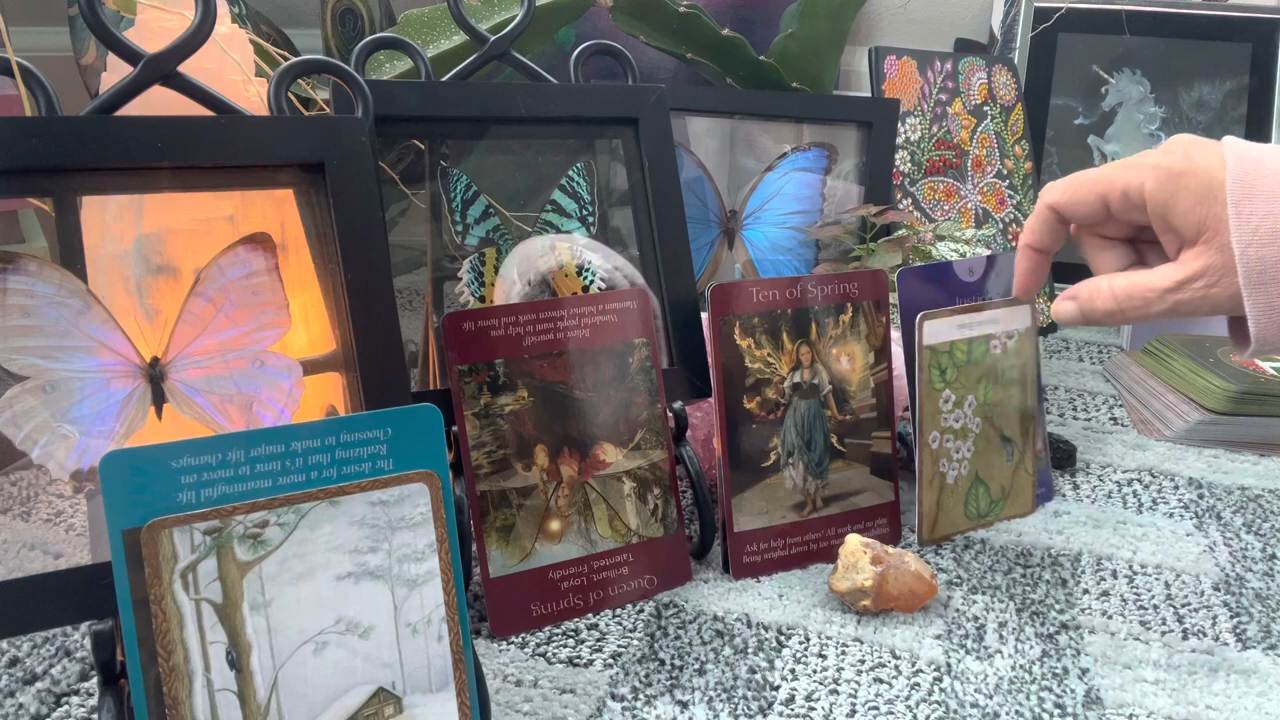 The desire for a more meaningful life.
Realizing that it's time to move on.
Choosing to make major life changes.
Queen of Spring
Brilliant, Loyal,
Talented, Friendly
Believe in yourself!
Wonderful people want to help you.
Maintain a balance between work and home life.
Ten of Spring
Ask for help from others! All work and no play.
Being weighed down by too many responsibilities
8
Justice